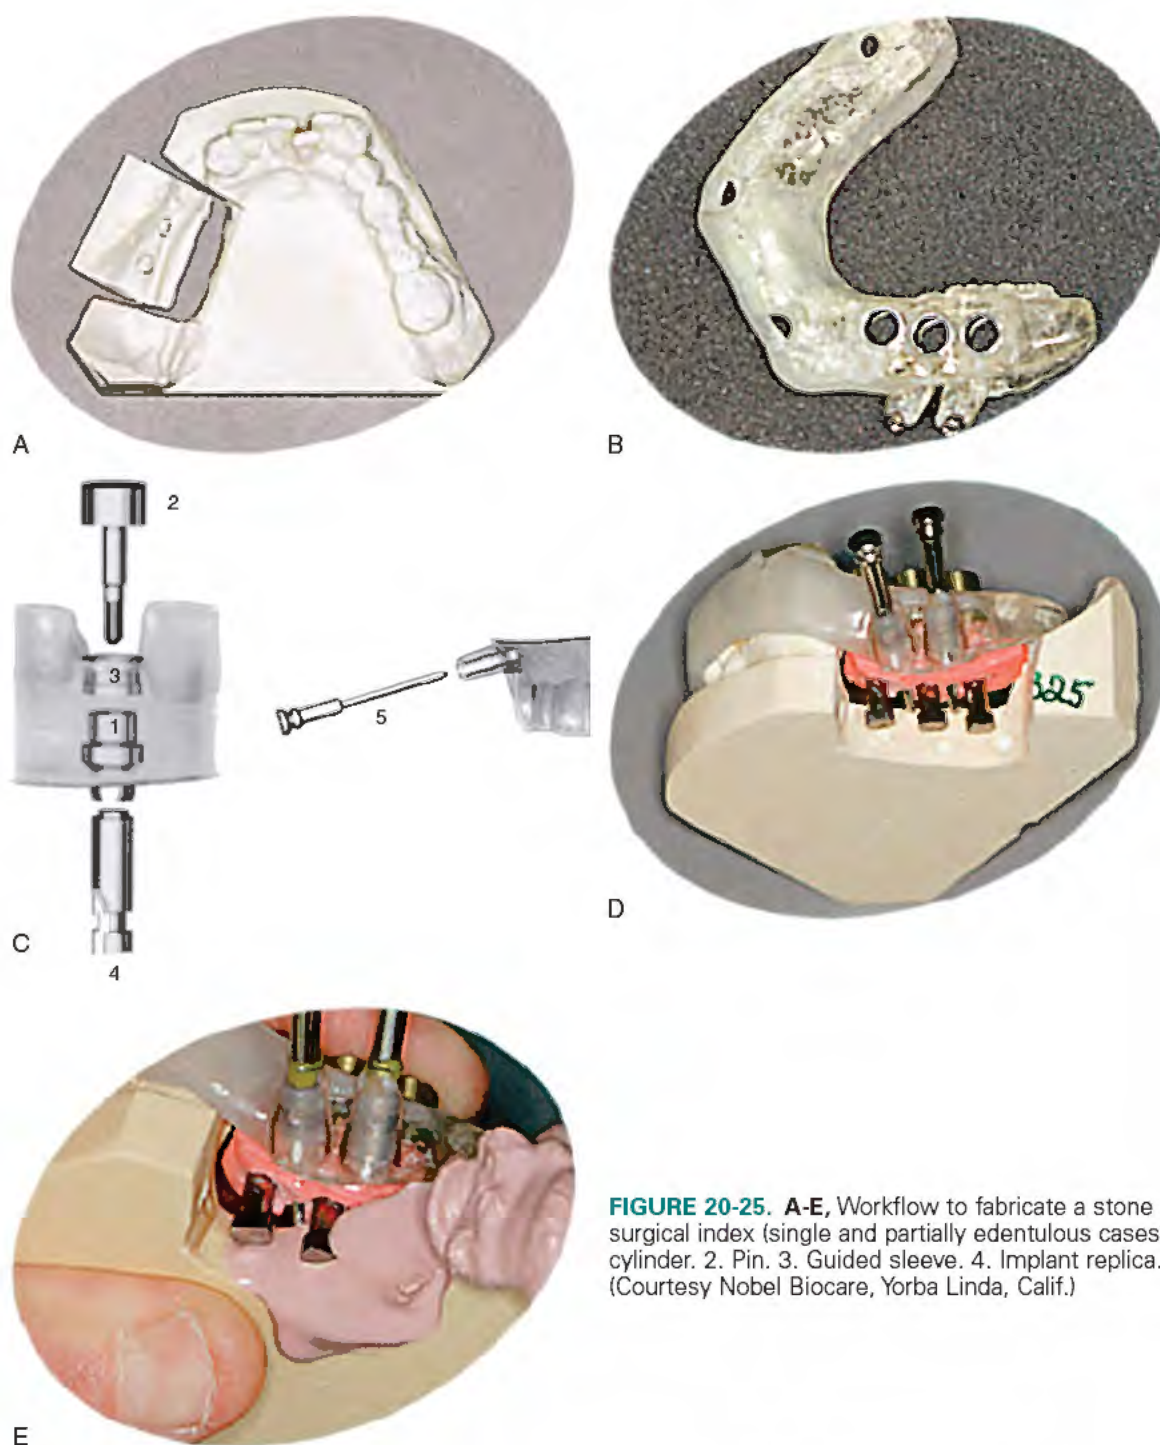 A
B
2
3
1
5
4
C
325
D
E
FIGURE 20-25. A-E, Workflow to fabricate a stone
surgical index (single and partially edentulous cases
cylinder. 2. Pin. 3. Guided sleeve. 4. Implant replica.
(Courtesy Nobel Biocare, Yorba Linda, Calif.)